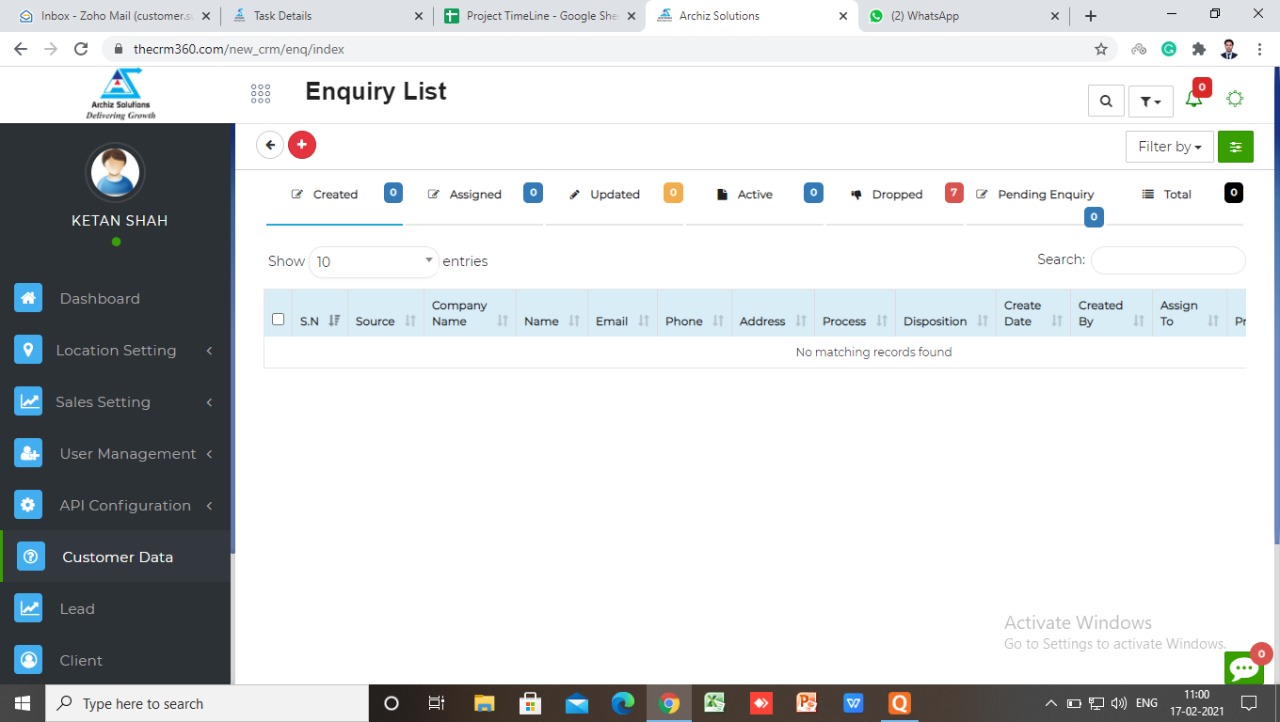 Inbox - Zoho Mail (customer.su
Task Details
Project TimeLine - Google She
Archiz Solutions
(2) WhatsApp
thecrm360.com/new_crm/enq/index
Archiz Solutions
Delivering Growth
Enquiry List
0
KETAN SHAH
Filter by
Created 0
Assigned 0
Updated 0
Active 0
Dropped 7
Pending Enquiry 0
Total 0
Show 10 entries
Search:
S.N
Source
Company Name
Name
Email
Phone
Address
Process
Disposition
Create Date
Created By
Assign To
Pr
No matching records found
Dashboard
Location Setting
Sales Setting
User Management
API Configuration
Customer Data
Lead
Client
Activate Windows
Go to Settings to activate Windows.
0
Type here to search
ENG
11:00
17-02-2021